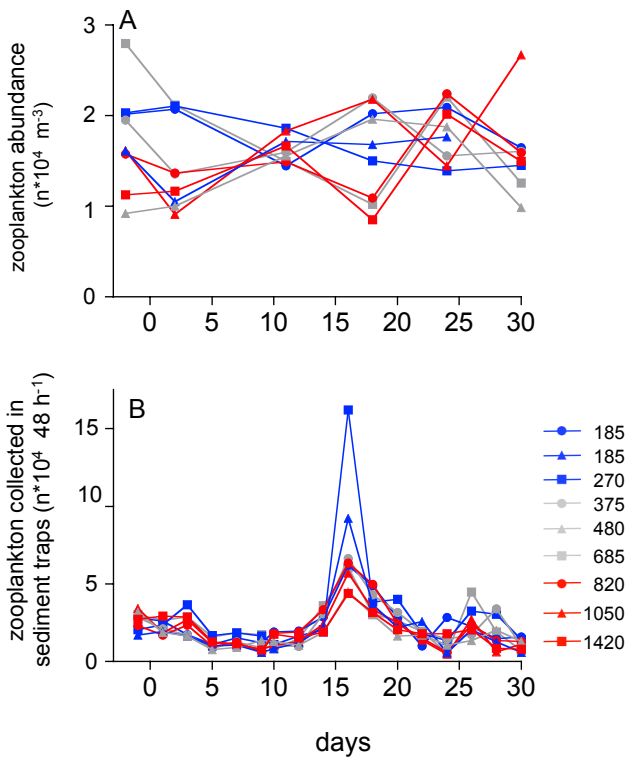 A
zooplankton abundance
(n*10⁴ m⁻³)
3
2
1
0
0 5 10 15 20 25 30
B
zooplankton collected in
sediment traps (n*10⁴ 48 h⁻¹)
15
10
5
0
0 5 10 15 20 25 30
days
185
185
270
375
480
685
820
1050
1420